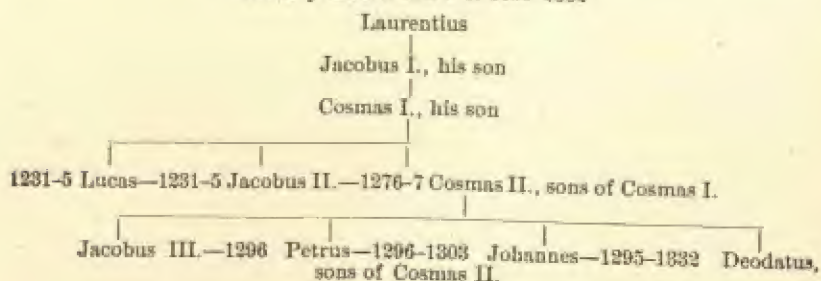 Laurentius
Jacobus I., his son
Cosmas I., his son
1231-5 Lucas—1231-5 Jacobus II.—1276-7 Cosmas II., sons of Cosmas I.
Jacobus III.—1296 Petrus—1296-1303 Johannes—1295-1332 Deodatus,
sons of Cosmas II.